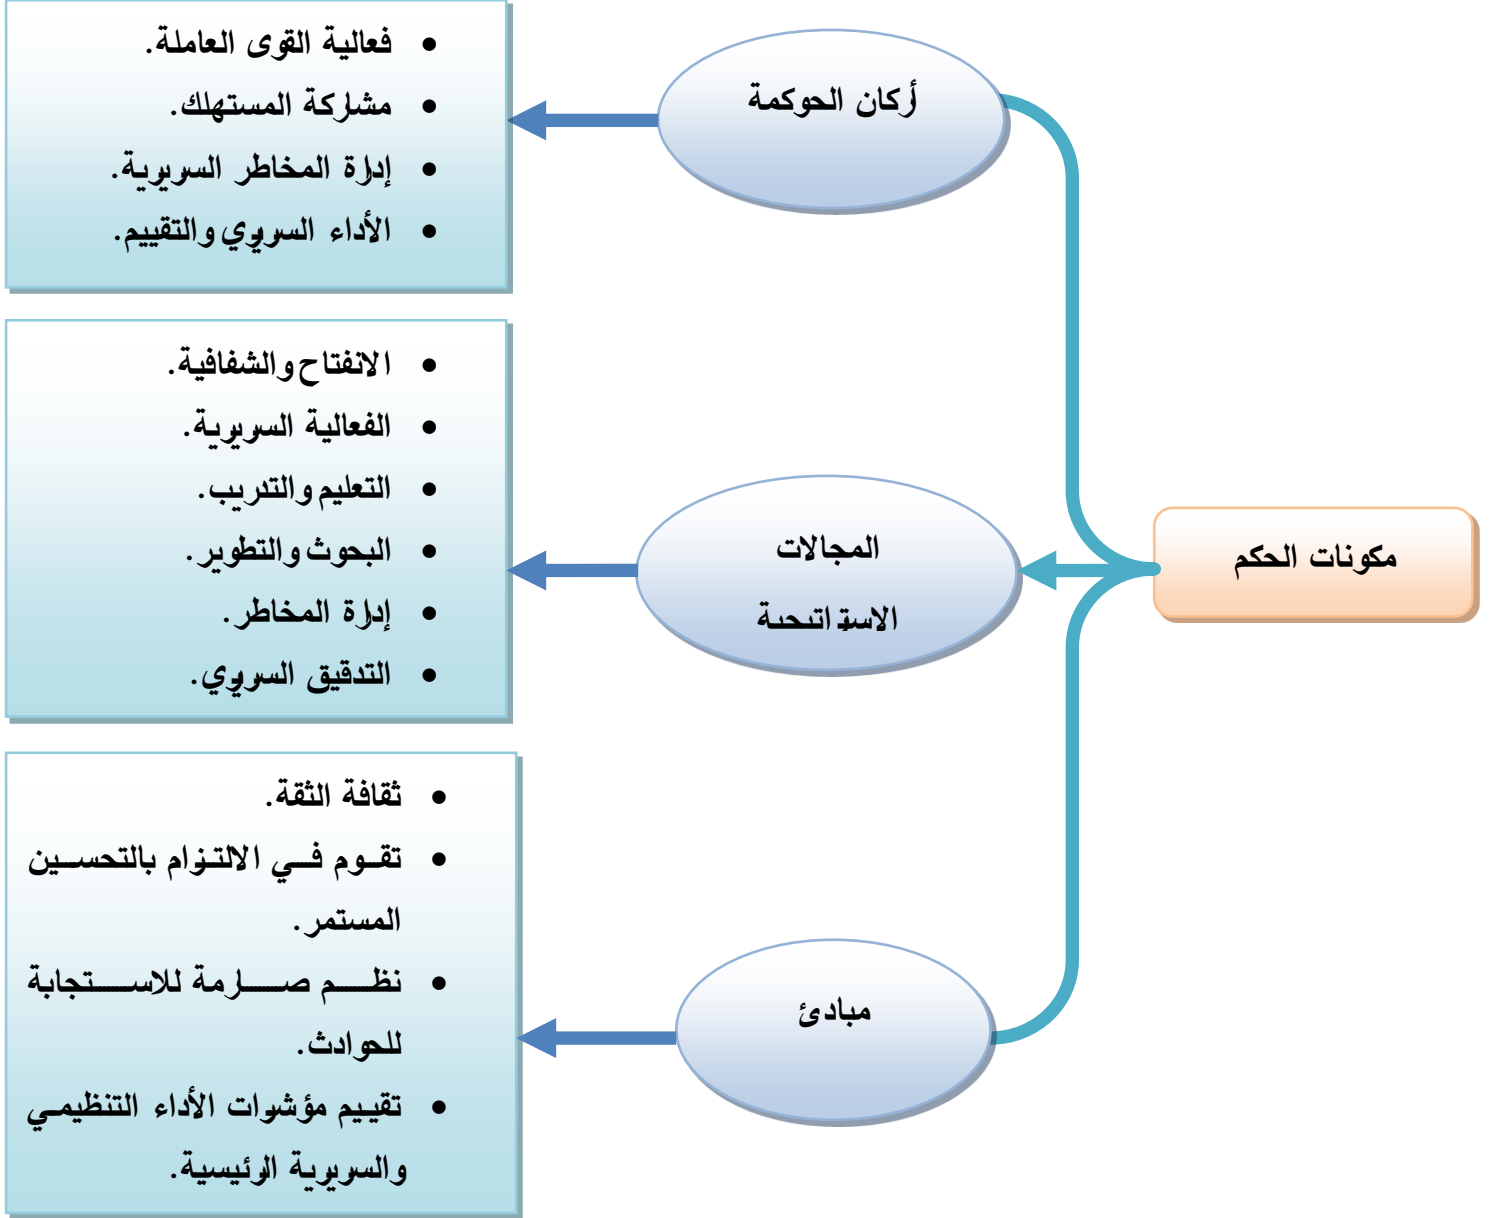 مكونات الحكم
أركان الحوكمة
• فعالية القوى العاملة.
• مشاركة المستهلك.
• إدارة المخاطر السريرية.
• الأداء السريري والتقييم.
المجالات
الاستراتيجية
• الانفتاح والشفافية.
• الفعالية السريرية.
• التعليم والتدريب.
• البحوث والتطوير.
• إدارة المخاطر.
• التدقيق السريري.
مبادئ
• ثقافة الثقة.
• تقوم في الالتزام بالتحسين
المستمر.
• نظم صارمة للاستجابة
للحوادث.
• تقييم مؤشرات الأداء التنظيمي
والسريرية الرئيسية.